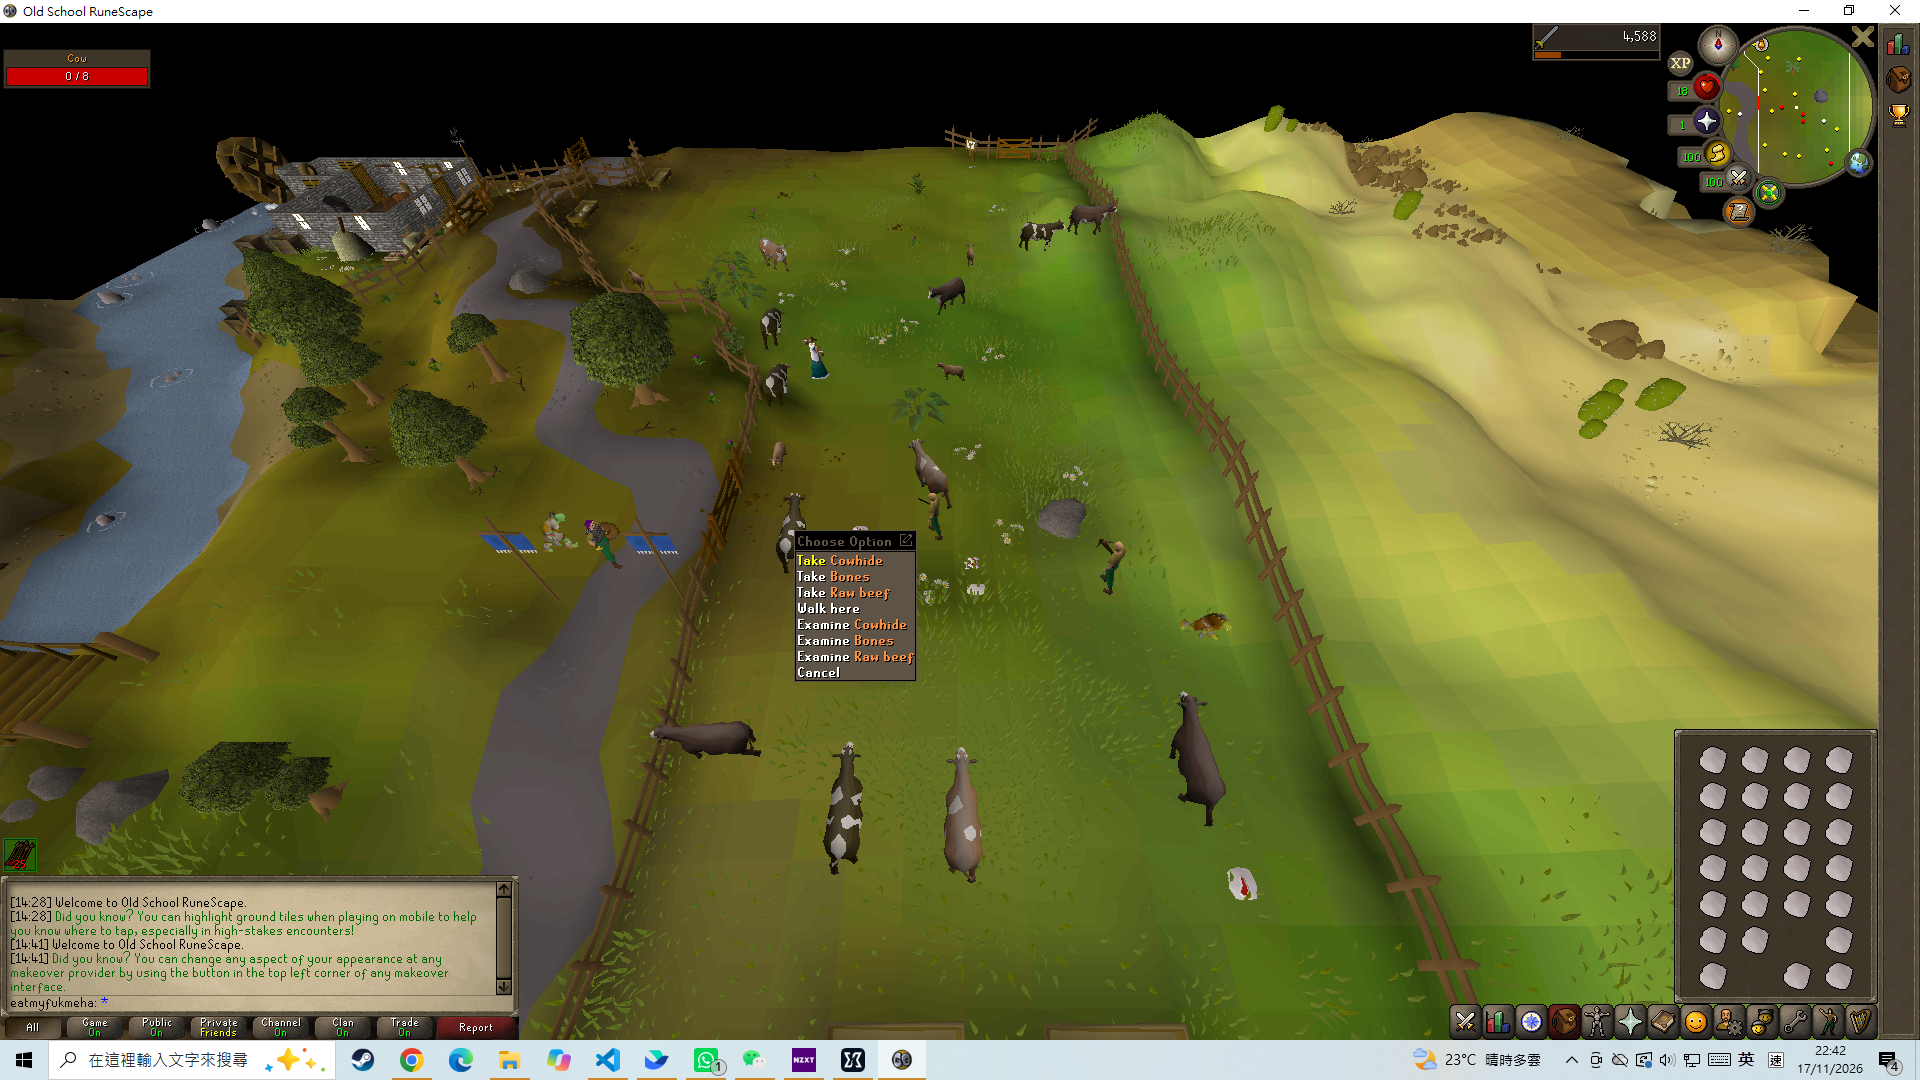 Old School RuneScape
Cow
0 / 8
4,588
N
XP
18
1
100
100
Choose Option
Take Cowhide
Take Bones
Take Raw beef
Walk here
Examine Cowhide
Examine Bones
Examine Raw beef
Cancel
25
[14:28] Welcome to Old School RuneScape.
[14:28] Did you know? You can highlight ground tiles when playing on mobile to help
you know where to tap, especially in high-stakes encounters!
[14:41] Welcome to Old School RuneScape.
[14:41] Did you know? You can change any aspect of your appearance at any
makeover provider by using the button in the top left corner of any makeover
interface.
eatmyfukmeha: *
All
Game
On
Public
On
Private
Friends
Channel
On
Clan
On
Trade
On
Report
在這裡輸入文字來搜尋
NZXT
1
23°C 晴時多雲
英
速
22:42
17/11/2026
4